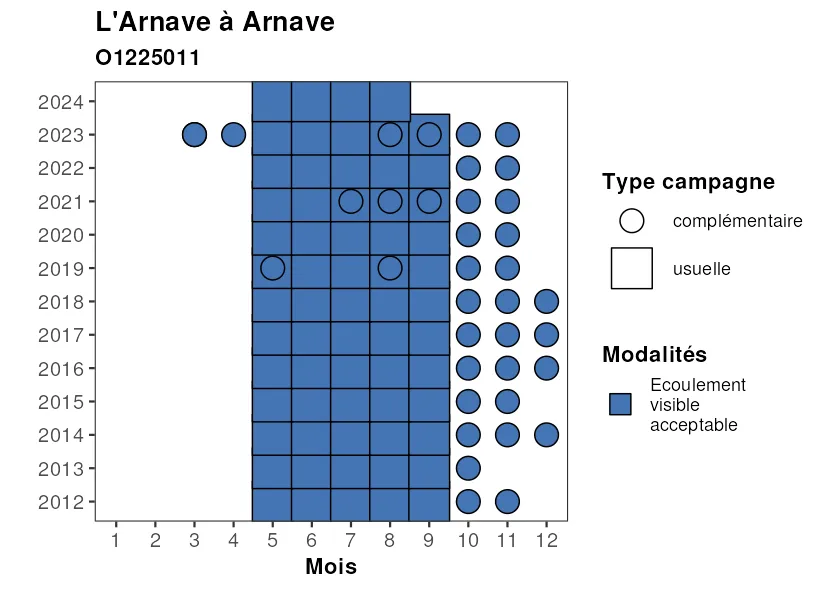 L'Arnave à Arnave
O1225011
2024
2023
2022
2021
2020
2019
2018
2017
2016
2015
2014
2013
2012
1 2 3 4 5 6 7 8 9 10 11 12
Mois
Type campagne
complémentaire
usuelle
Modalités
Ecoulement
visible
acceptable